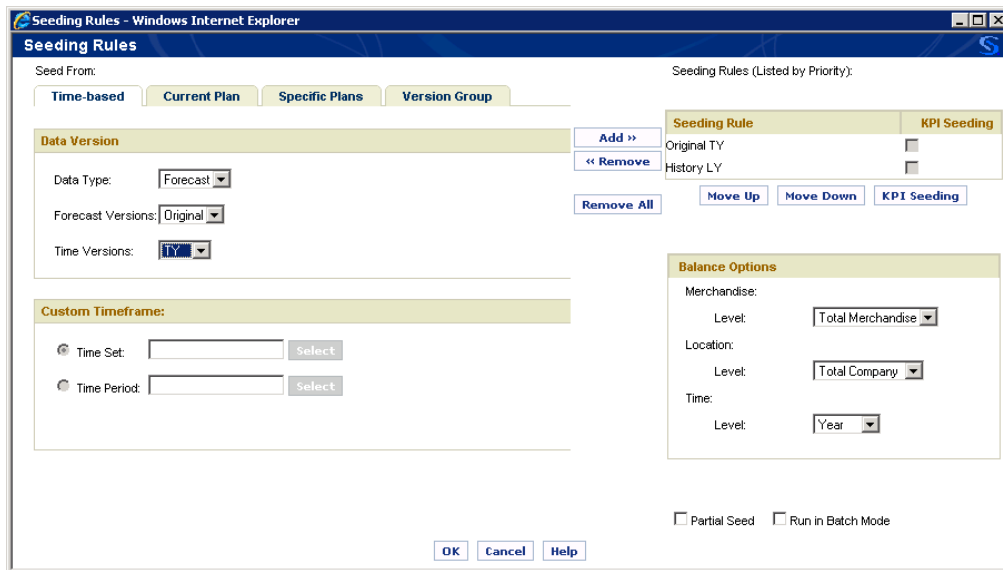 Seeding Rules - Windows Internet Explorer
Seeding Rules
Seed From:
Time-based Current Plan Specific Plans Version Group
Data Version
Data Type: Forecast
Forecast Versions: Original
Time Versions: TY
Custom Timeframe:
Time Set: Select
Time Period: Select
Add »
« Remove
Remove All
Seeding Rules (Listed by Priority):
Seeding Rule KPI Seeding
Original TY
History LY
Move Up Move Down KPI Seeding
Balance Options
Merchandise:
Level: Total Merchandise
Location:
Level: Total Company
Time:
Level: Year
Partial Seed Run in Batch Mode
OK Cancel Help